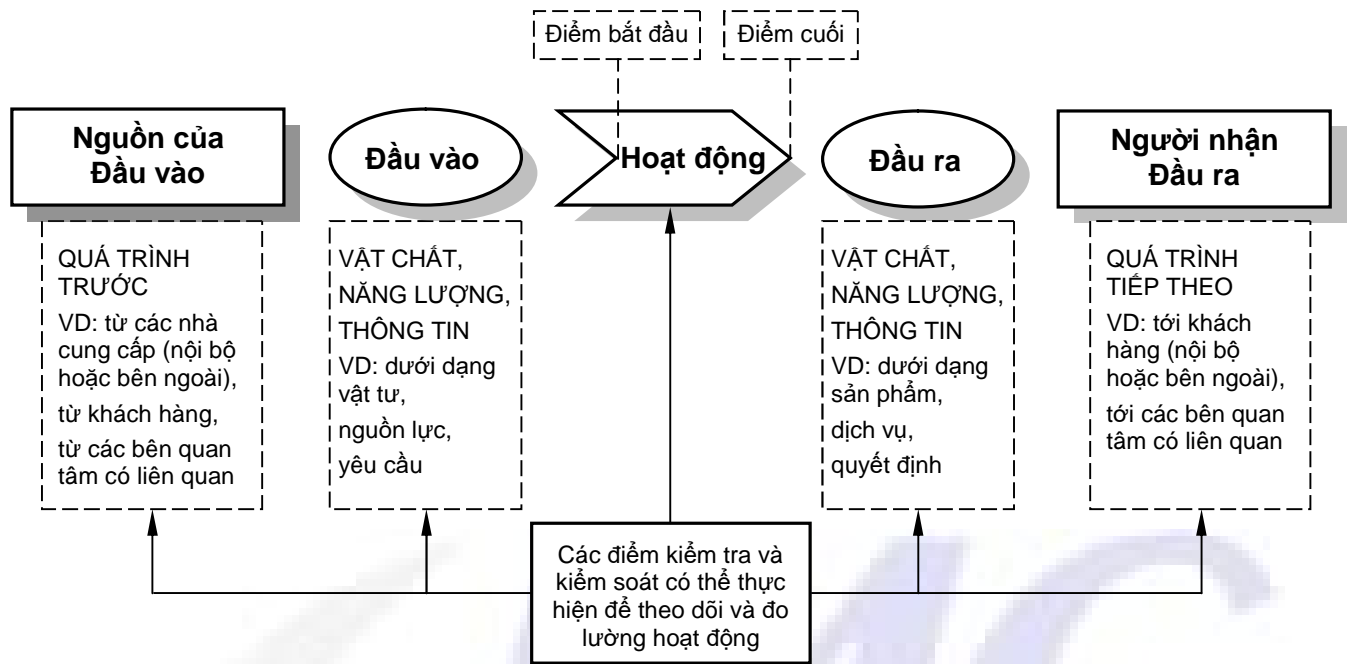 Điểm bắt đầu
Điểm cuối
Nguồn của
Đầu vào
Đầu vào
Hoạt động
Đầu ra
Người nhận
Đầu ra
QUÁ TRÌNH
TRƯỚC
VD: từ các nhà
cung cấp (nội bộ
hoặc bên ngoài),
từ khách hàng,
từ các bên quan
tâm có liên quan
VẬT CHẤT,
NĂNG LƯỢNG,
THÔNG TIN
VD: dưới dạng
vật tư,
nguồn lực,
yêu cầu
VẬT CHẤT,
NĂNG LƯỢNG,
THÔNG TIN
VD: dưới dạng
sản phẩm,
dịch vụ,
quyết định
QUÁ TRÌNH
TIẾP THEO
VD: tới khách
hàng (nội bộ
hoặc bên ngoài),
tới các bên quan
tâm có liên quan
Các điểm kiểm tra và
kiểm soát có thể thực
hiện để theo dõi và đo
lường hoạt động